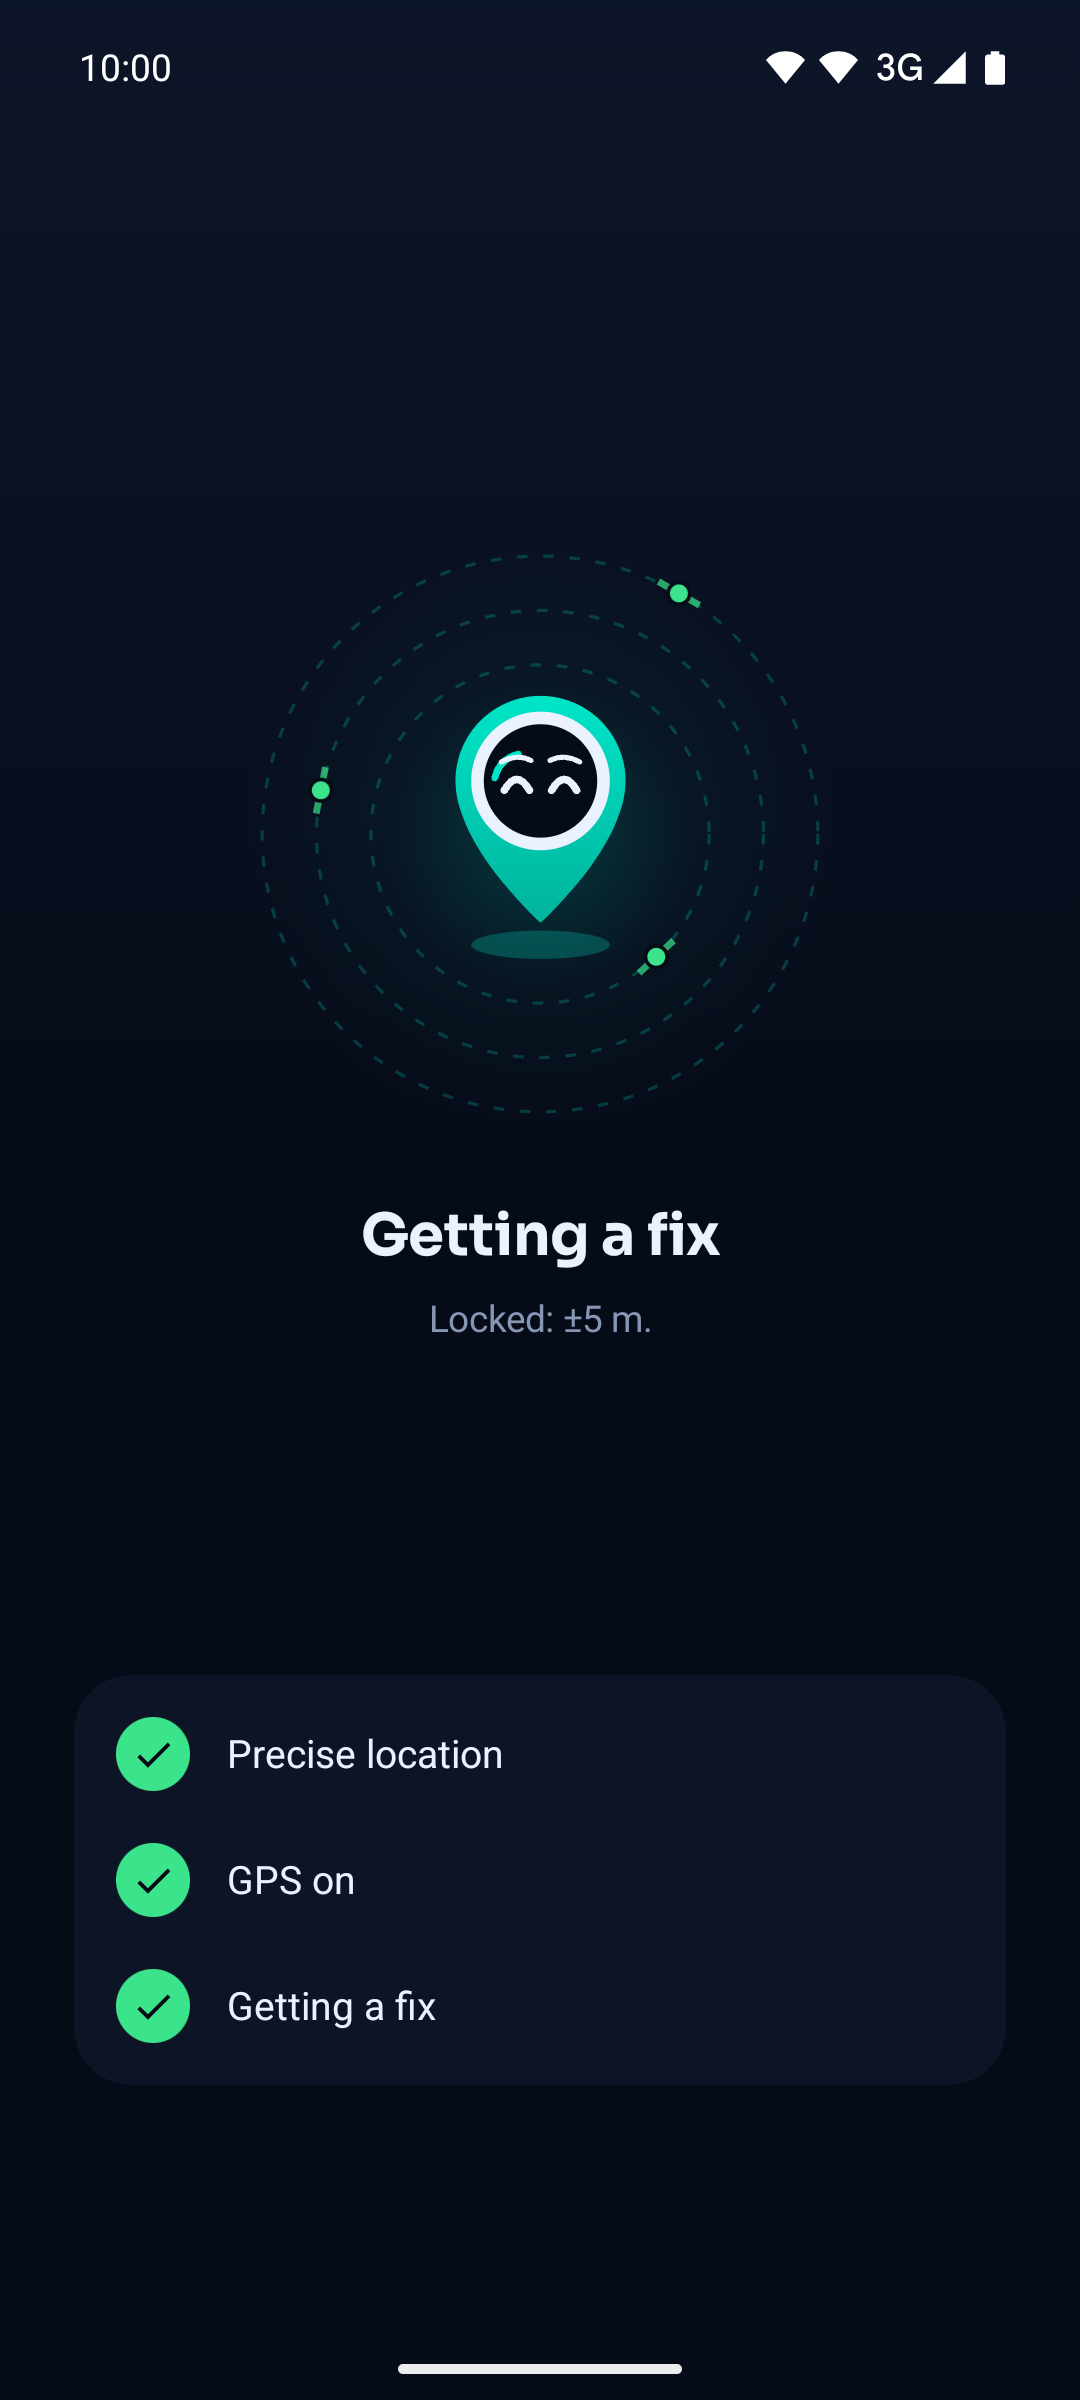 10:00
3G
Getting a fix
Locked: ±5 m.
Precise location
GPS on
Getting a fix